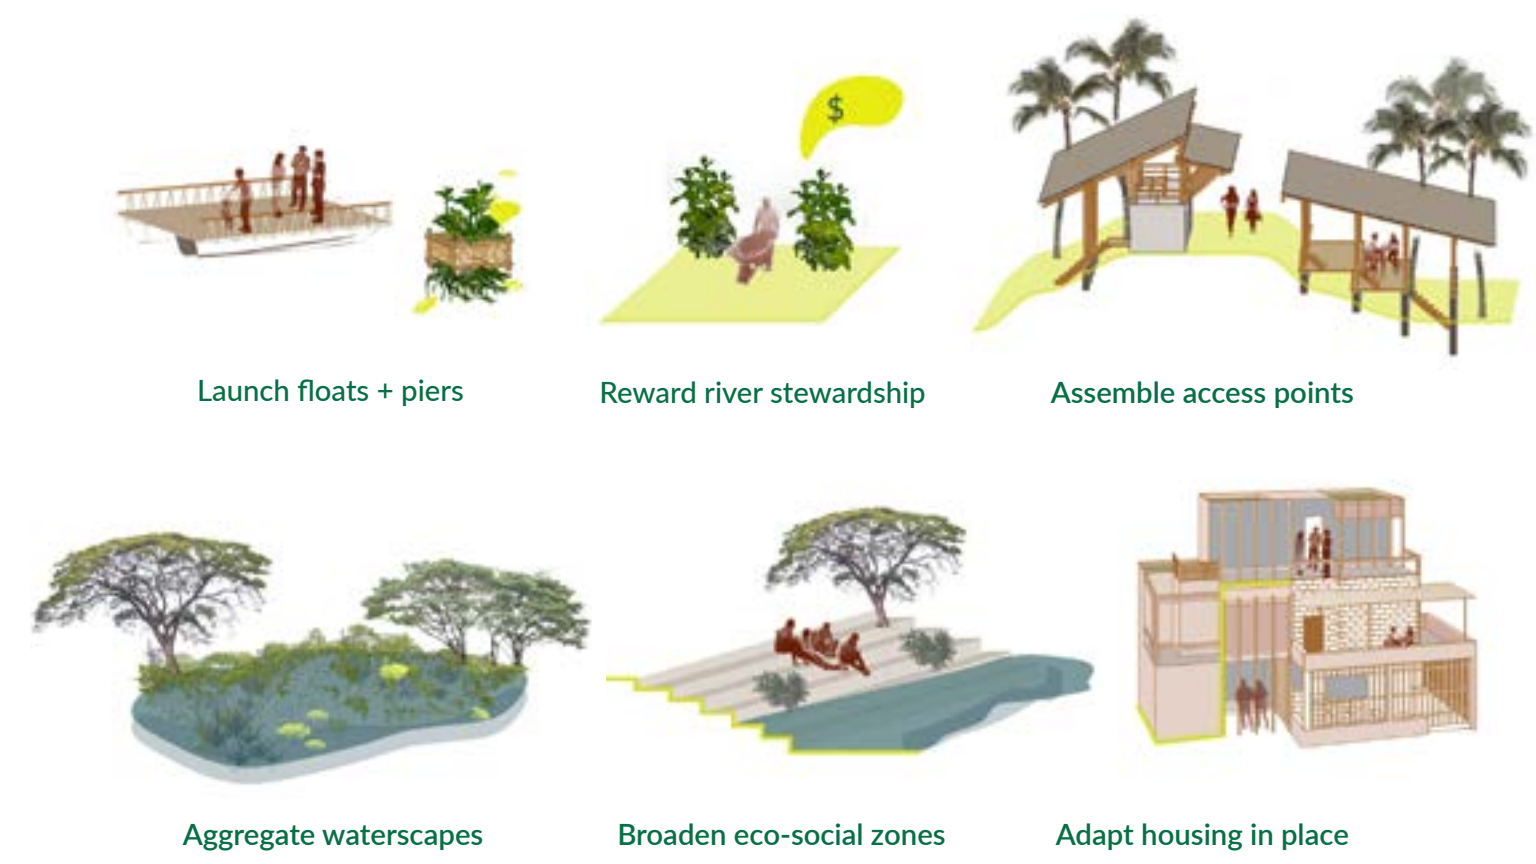 $
Launch floats + piers
Reward river stewardship
Assemble access points
Aggregate waterscapes
Broaden eco-social zones
Adapt housing in place